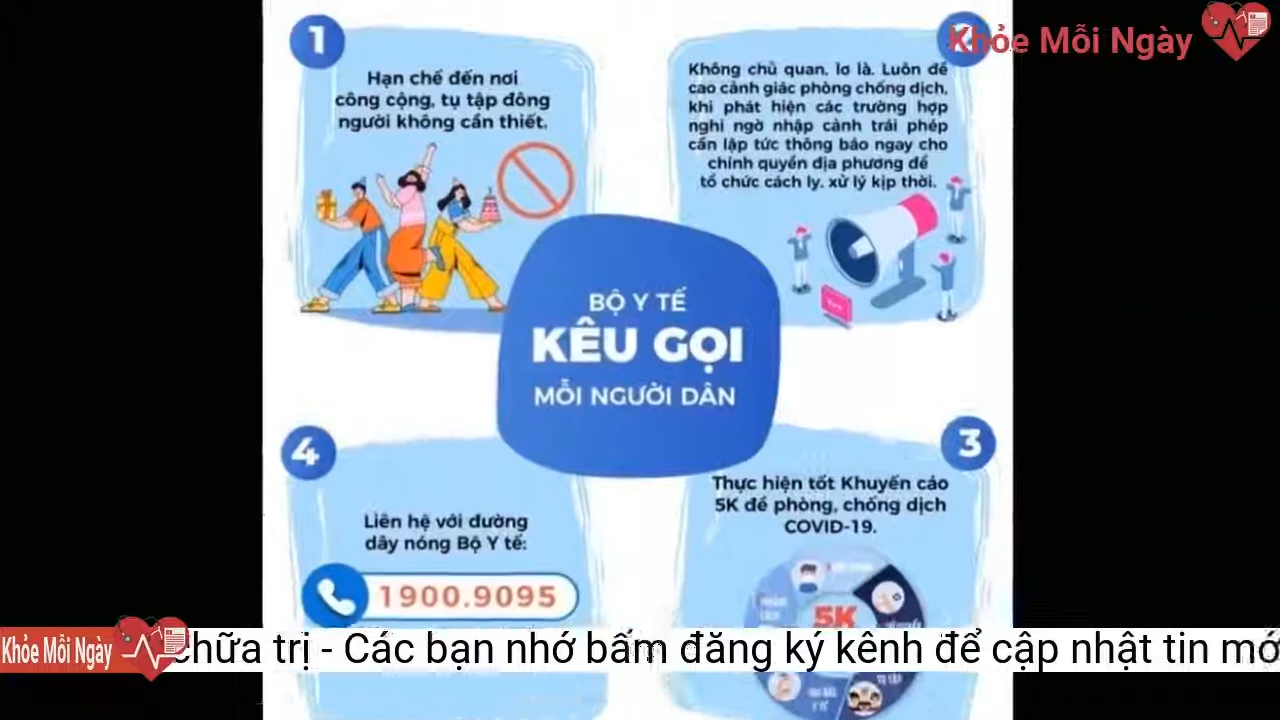 1
Hạn chế đến nơi
công cộng, tụ tập đông
người không cần thiết.
Khỏe Mỗi Ngày
Không chủ quan, lơ là. Luôn đề
cao cảnh giác phòng chống dịch,
khi phát hiện các trường hợp
nghi ngờ nhập cảnh trái phép
cần lập tức thông báo ngay cho
chính quyền địa phương để
tổ chức cách ly, xử lý kịp thời.
BỘ Y TẾ
KÊU GỌI
MỖI NGƯỜI DÂN
4
Liên hệ với đường
dây nóng Bộ Y tế:
1900.9095
3
Thực hiện tốt Khuyến cáo
5K để phòng, chống dịch
COVID-19.
5K
Khỏe Mỗi Ngày
chữa trị - Các bạn nhớ bấm đăng ký kênh để cập nhật tin mớ